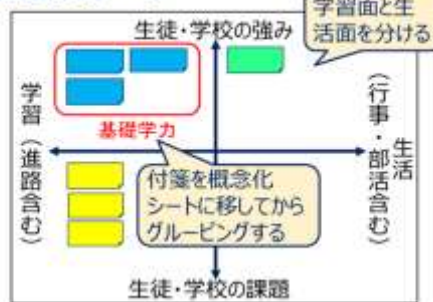 学習面と生
活面を分ける
生徒・学校の強み
学習（進路含む）
基礎学力
生活
（行事・部活含む）
付箋を概念化
シートに移してから
グルーピングする
生徒・学校の課題